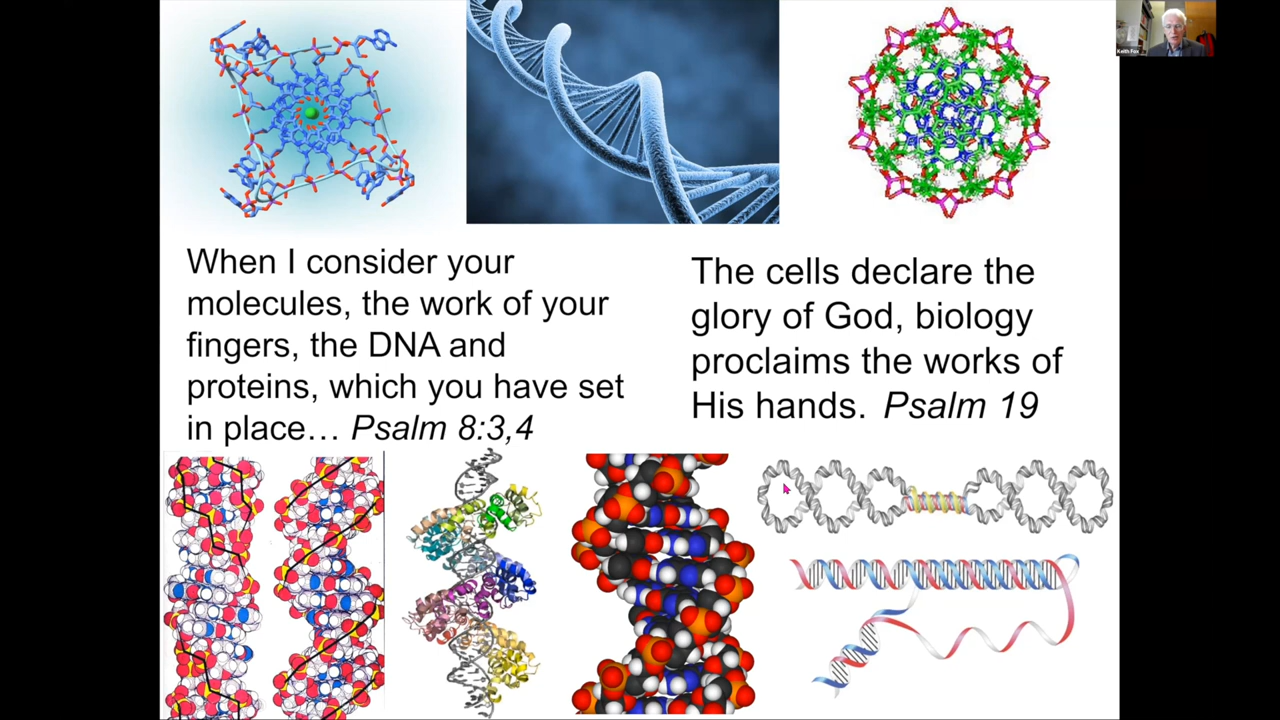 Keith Fox
When I consider your
molecules, the work of your
fingers, the DNA and
proteins, which you have set
in place… Psalm 8:3,4
The cells declare the
glory of God, biology
proclaims the works of
His hands. Psalm 19